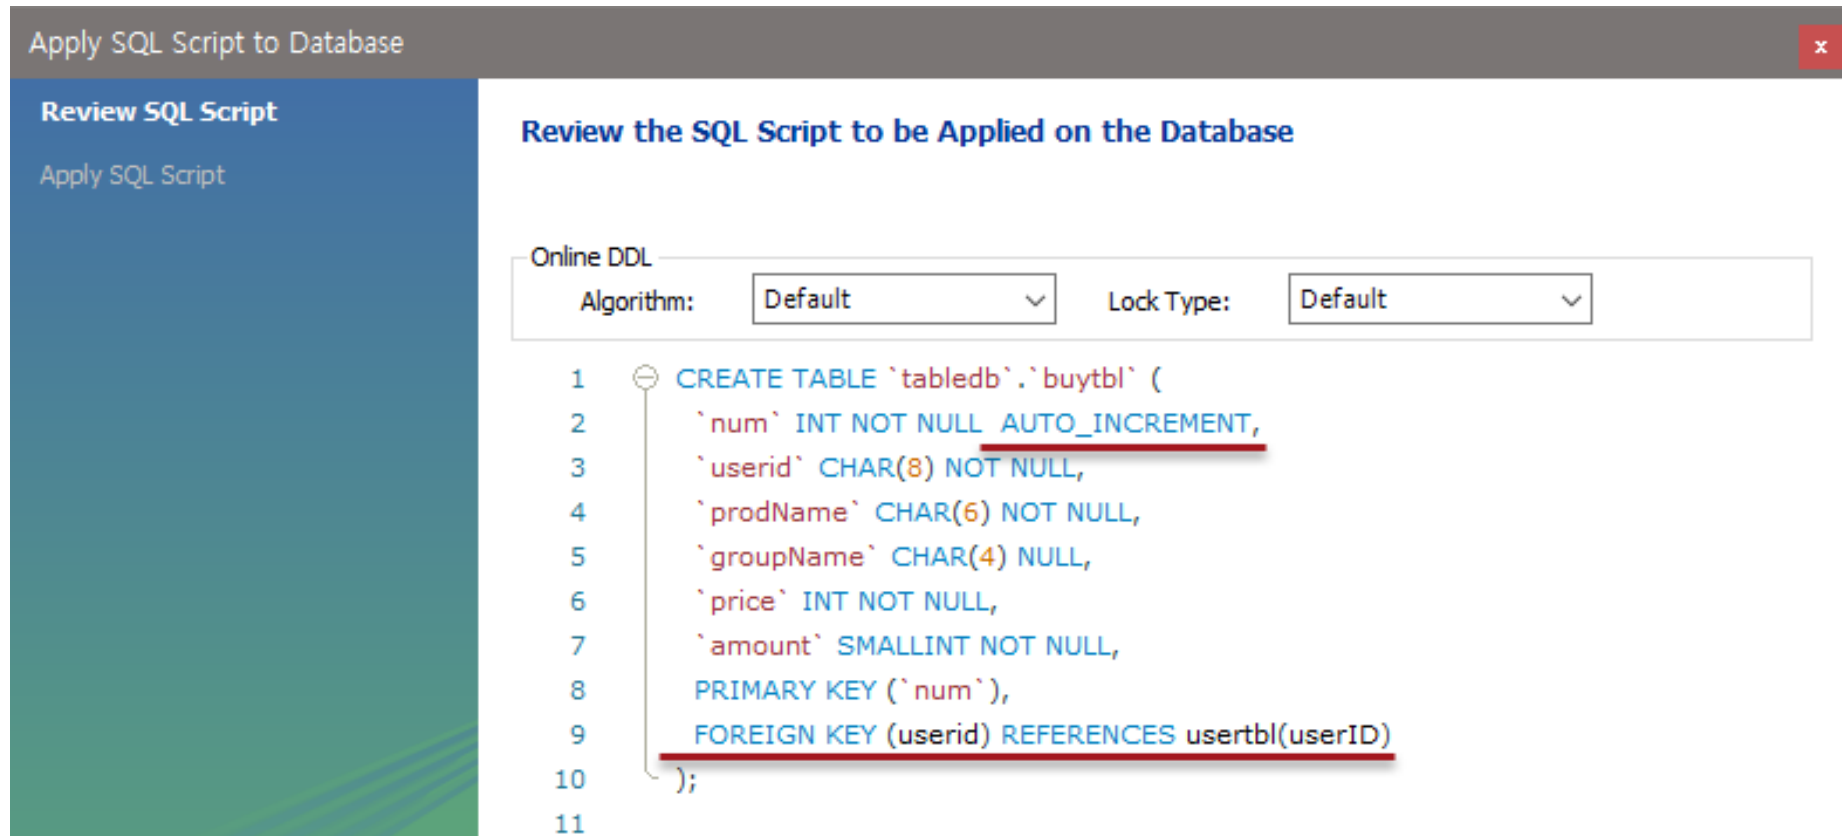 Apply SQL Script to Database
x
Review SQL Script
Apply SQL Script
Review the SQL Script to be Applied on the Database
Online DDL
Algorithm: Default Lock Type: Default
1 CREATE TABLE `tabledb`.`buytbl` (
2 `num` INT NOT NULL  AUTO_INCREMENT,
3 `userid` CHAR(8) NOT NULL,
4 `prodName` CHAR(6) NOT NULL,
5 `groupName` CHAR(4) NULL,
6 `price` INT NOT NULL,
7 `amount` SMALLINT NOT NULL,
8 PRIMARY KEY (`num`),
9 FOREIGN KEY (userid) REFERENCES usertbl(userID)
10 );
11